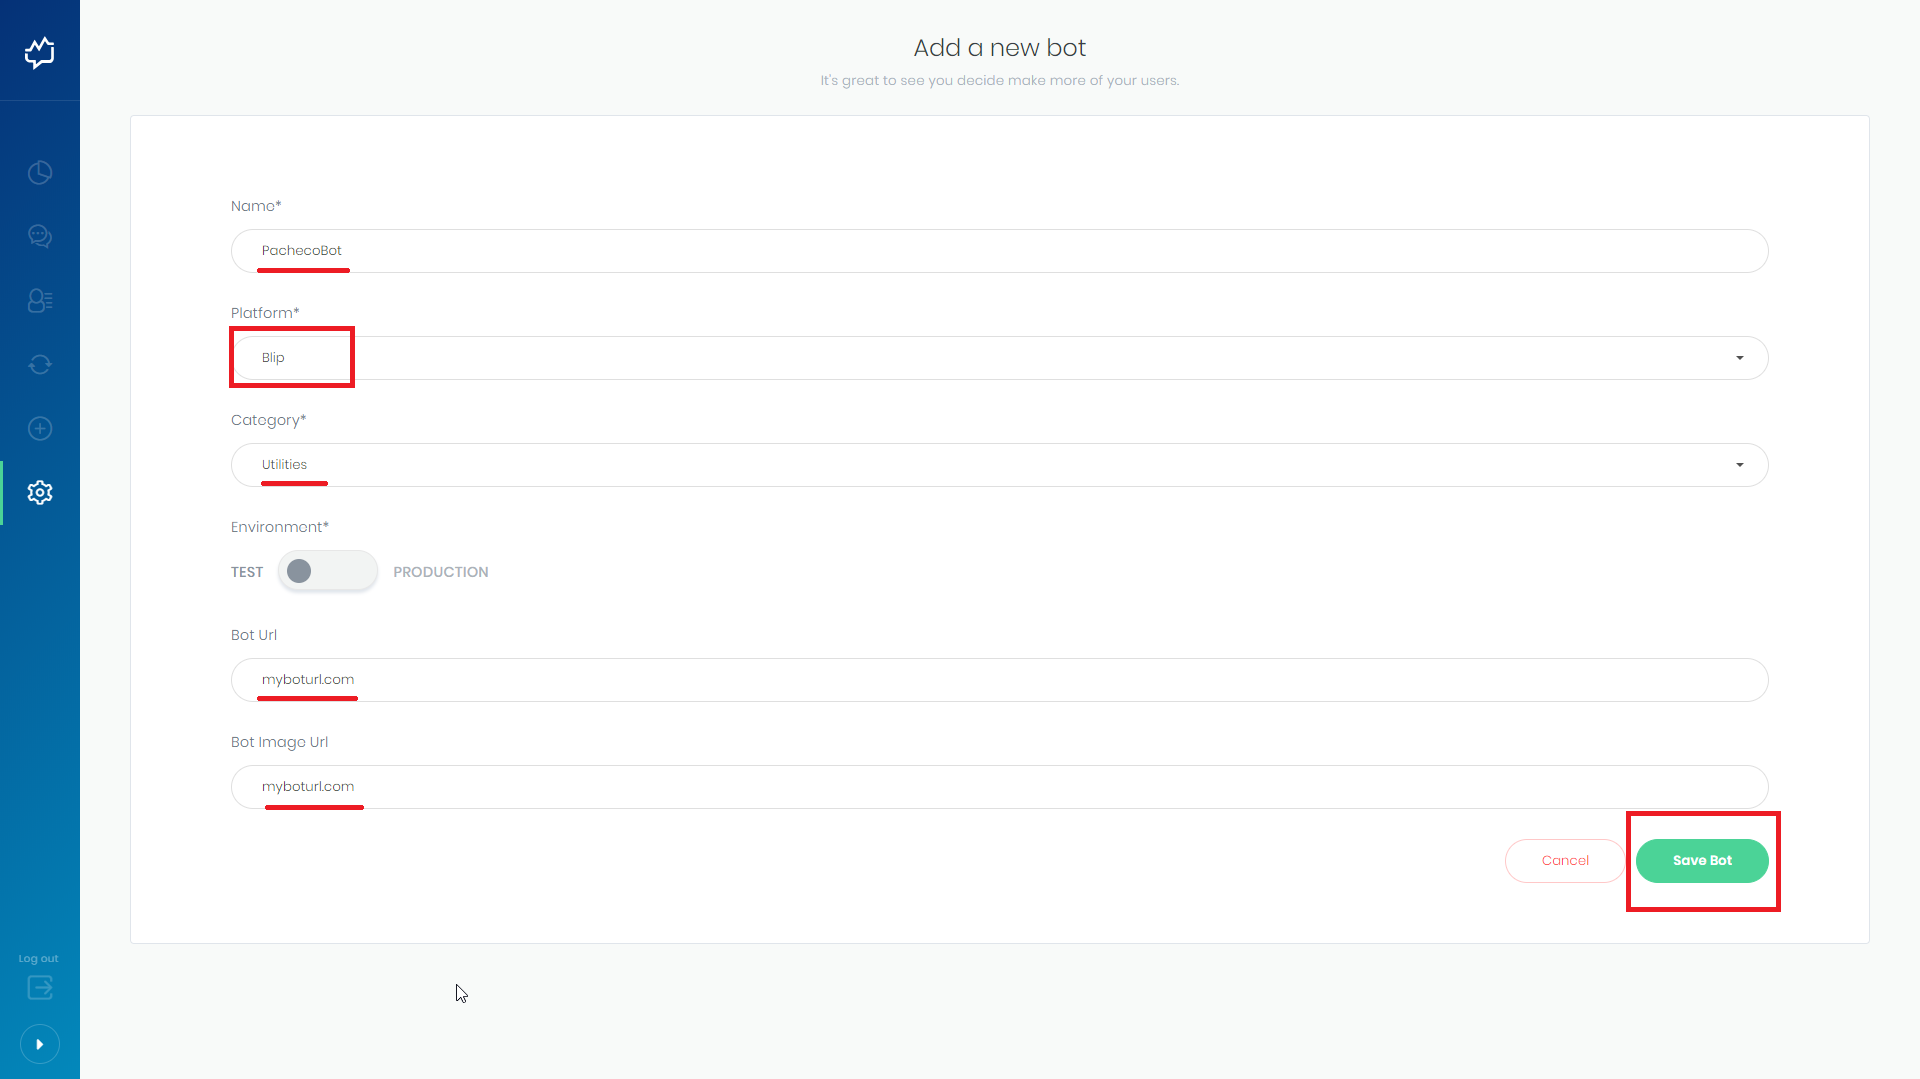 Add a new bot
It's great to see you decide make more of your users.
Name*
PachecoBot
Platform*
Blip
Category*
Utilities
Environment*
TEST PRODUCTION
Bot Url
myboturl.com
Bot Image Url
myboturl.com
Cancel Save Bot
Log out